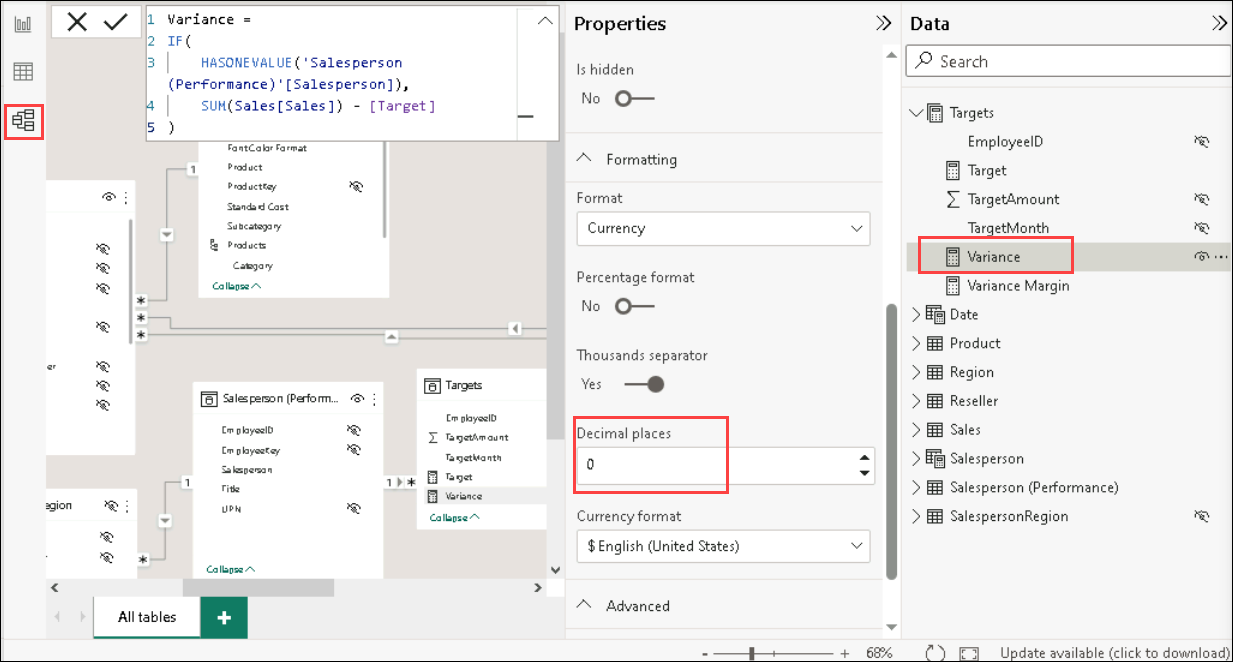 1 Variance =
2 IF(
3 HASONEVALUE('Salesperson
(Performance)'[Salesperson]),
4 SUM(Sales[Sales]) - [Target]
5 )
FontColor Format
Product
ProductKey
Standard Cost
Subcategory
Products
Category
Collapse
1
*
*
*
er
Salesperson (Perform...
EmployeeID
EmployeeKey
Salesperson
Title
UPN
Collapse
1
1
*
Targets
EmployeeID
TargetAmount
TargetMonth
Target
Variance
Collapse
egion
*
All tables
+
Properties
Is hidden
No
Formatting
Format
Currency
Percentage format
No
Thousands separator
Yes
Decimal places
0
Currency format
$ English (United States)
Advanced
Data
Search
Targets
EmployeeID
Target
TargetAmount
TargetMonth
Variance
Variance Margin
Date
Product
Region
Reseller
Sales
Salesperson
Salesperson (Performance)
SalespersonRegion
- + 68%
Update available (click to download)